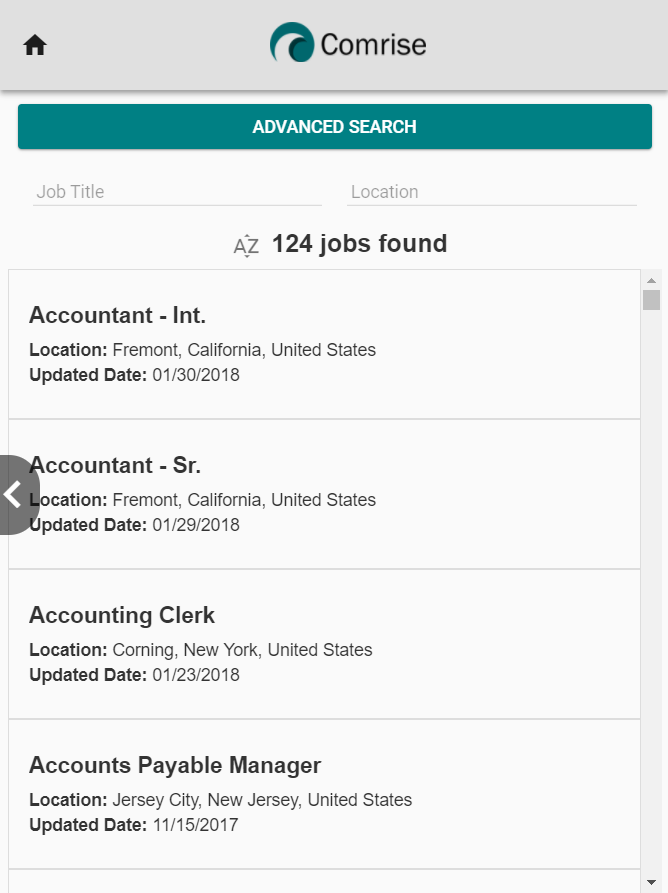 Comrise
ADVANCED SEARCH
Job Title
Location
AZ 124 jobs found
Accountant - Int.
Location: Fremont, California, United States
Updated Date: 01/30/2018
Accountant - Sr.
Location: Fremont, California, United States
Updated Date: 01/29/2018
Accounting Clerk
Location: Corning, New York, United States
Updated Date: 01/23/2018
Accounts Payable Manager
Location: Jersey City, New Jersey, United States
Updated Date: 11/15/2017